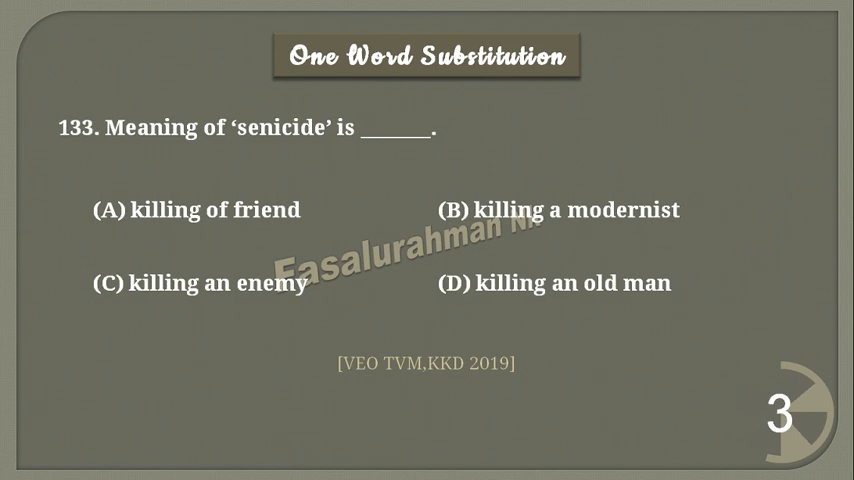 One Word Substitution
133. Meaning of ‘senicide’ is _______.
(A) killing of friend
(B) killing a modernist
Fasalurahman
(C) killing an enemy
(D) killing an old man
[VEO TVM,KKD 2019]
3